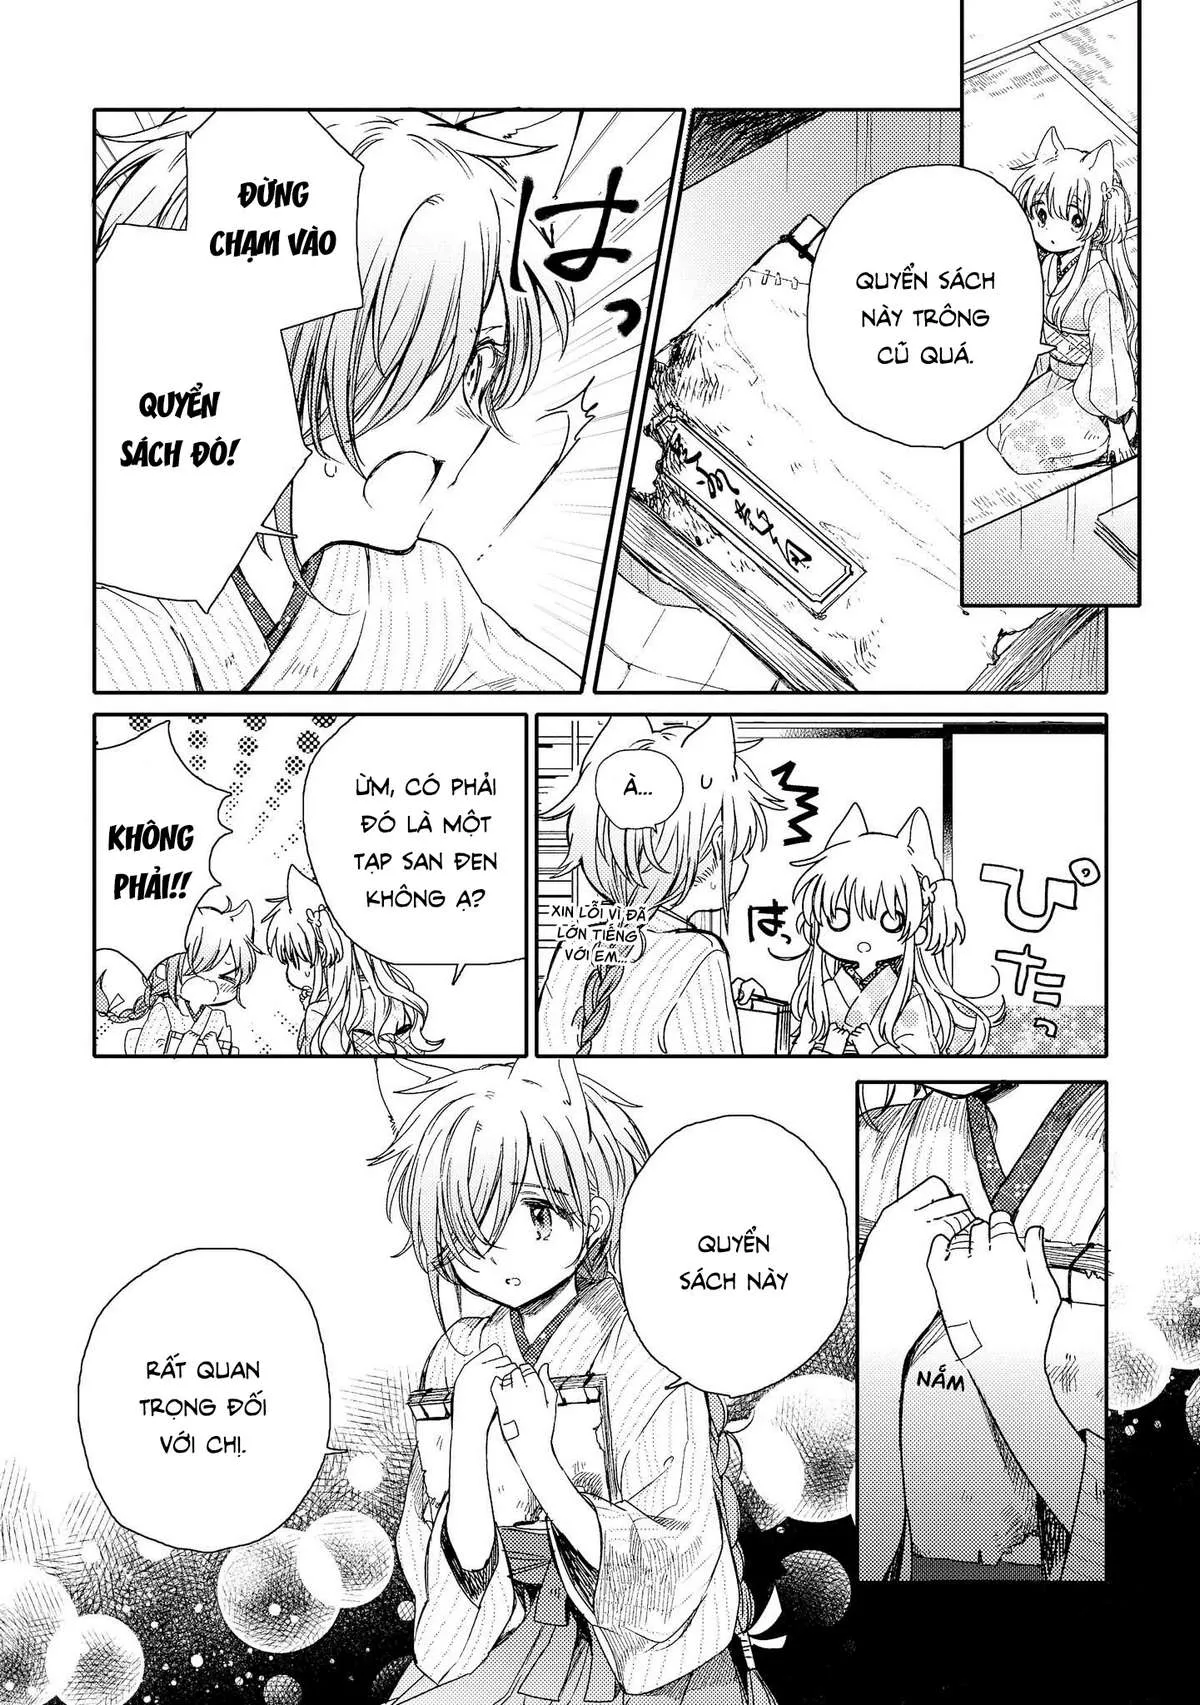 QUYỂN SÁCH
NÀY TRÔNG
CŨ QUÁ.
はっ
ĐỪNG
CHẠM VÀO
QUYỂN
SÁCH ĐÓ!
ぴたっ
はっ
À...
XIN LỖI VÌ ĐÃ
LỚN TIẾNG
VỚI EM...
ỪM, CÓ PHẢI
ĐÓ LÀ MỘT
TẠP SAN ĐEN
KHÔNG Ạ?
KHÔNG
PHẢI!!
NẮM
QUYỂN
SÁCH NÀY
RẤT QUAN
TRỌNG ĐỐI
VỚI CHỊ.